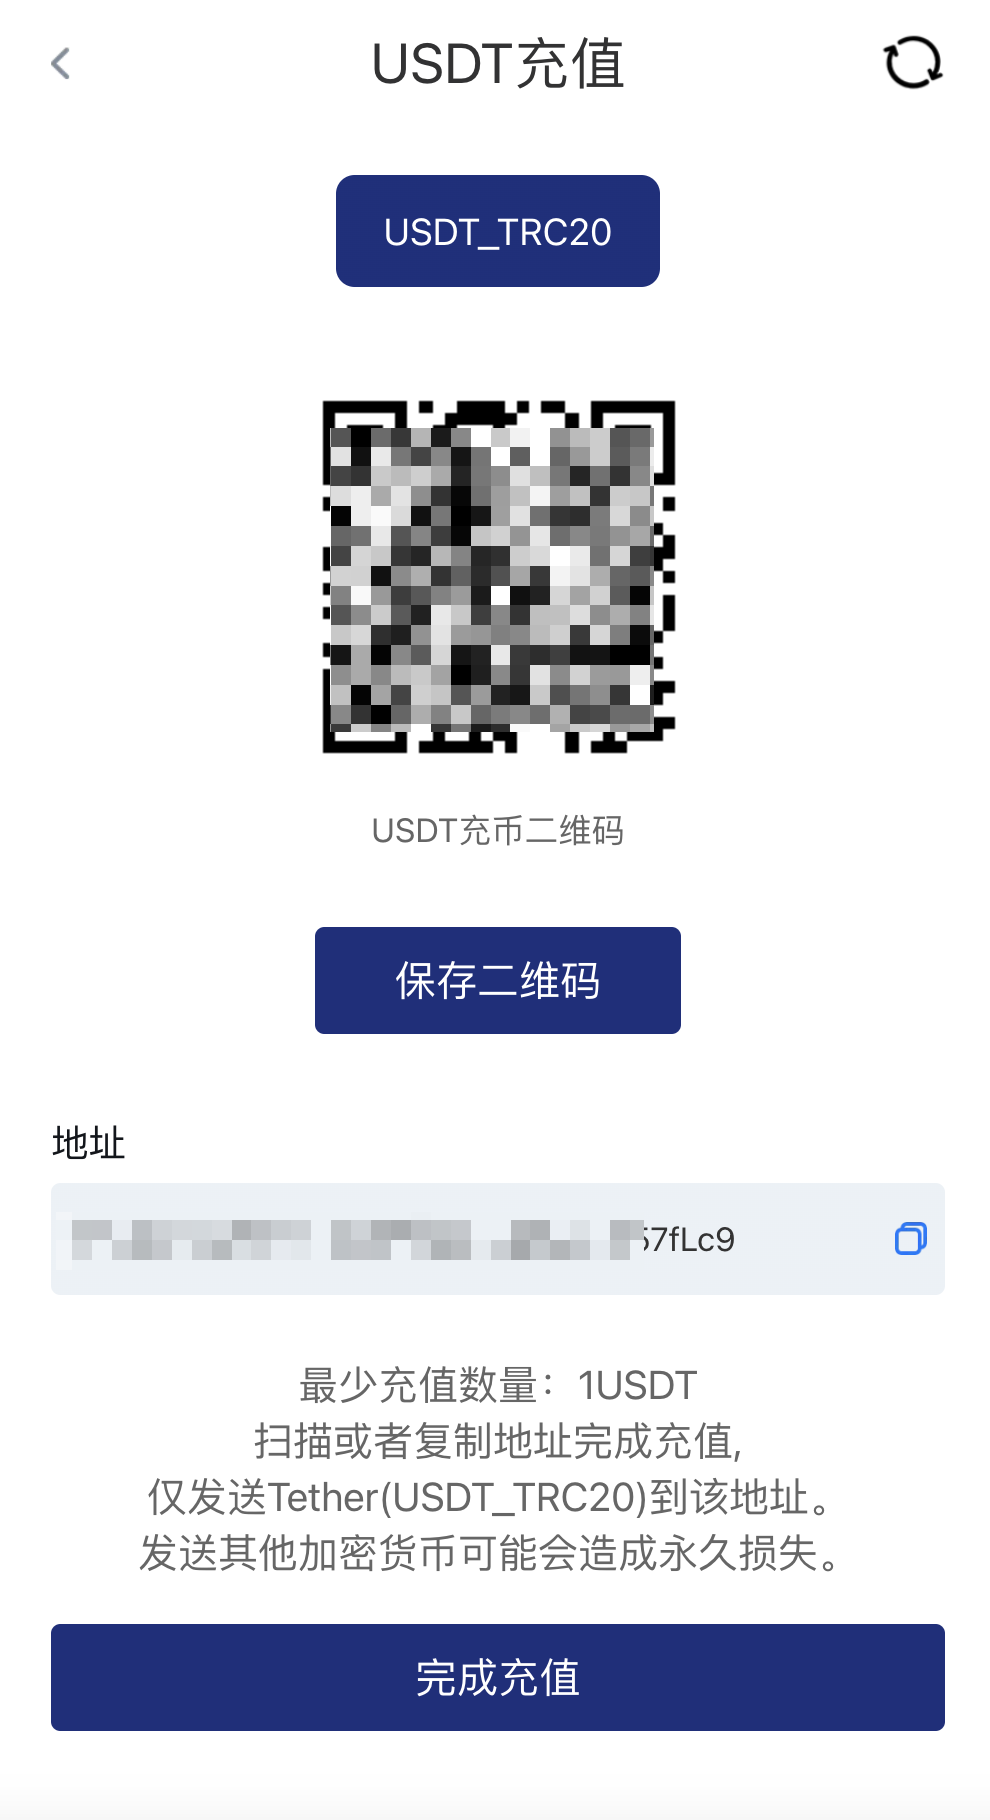 USDT充值
USDT_TRC20
USDT充币二维码
保存二维码
地址
57fLc9
最少充值数量：1USDT
扫描或者复制地址完成充值,
仅发送Tether(USDT_TRC20)到该地址。
发送其他加密货币可能会造成永久损失。
完成充值